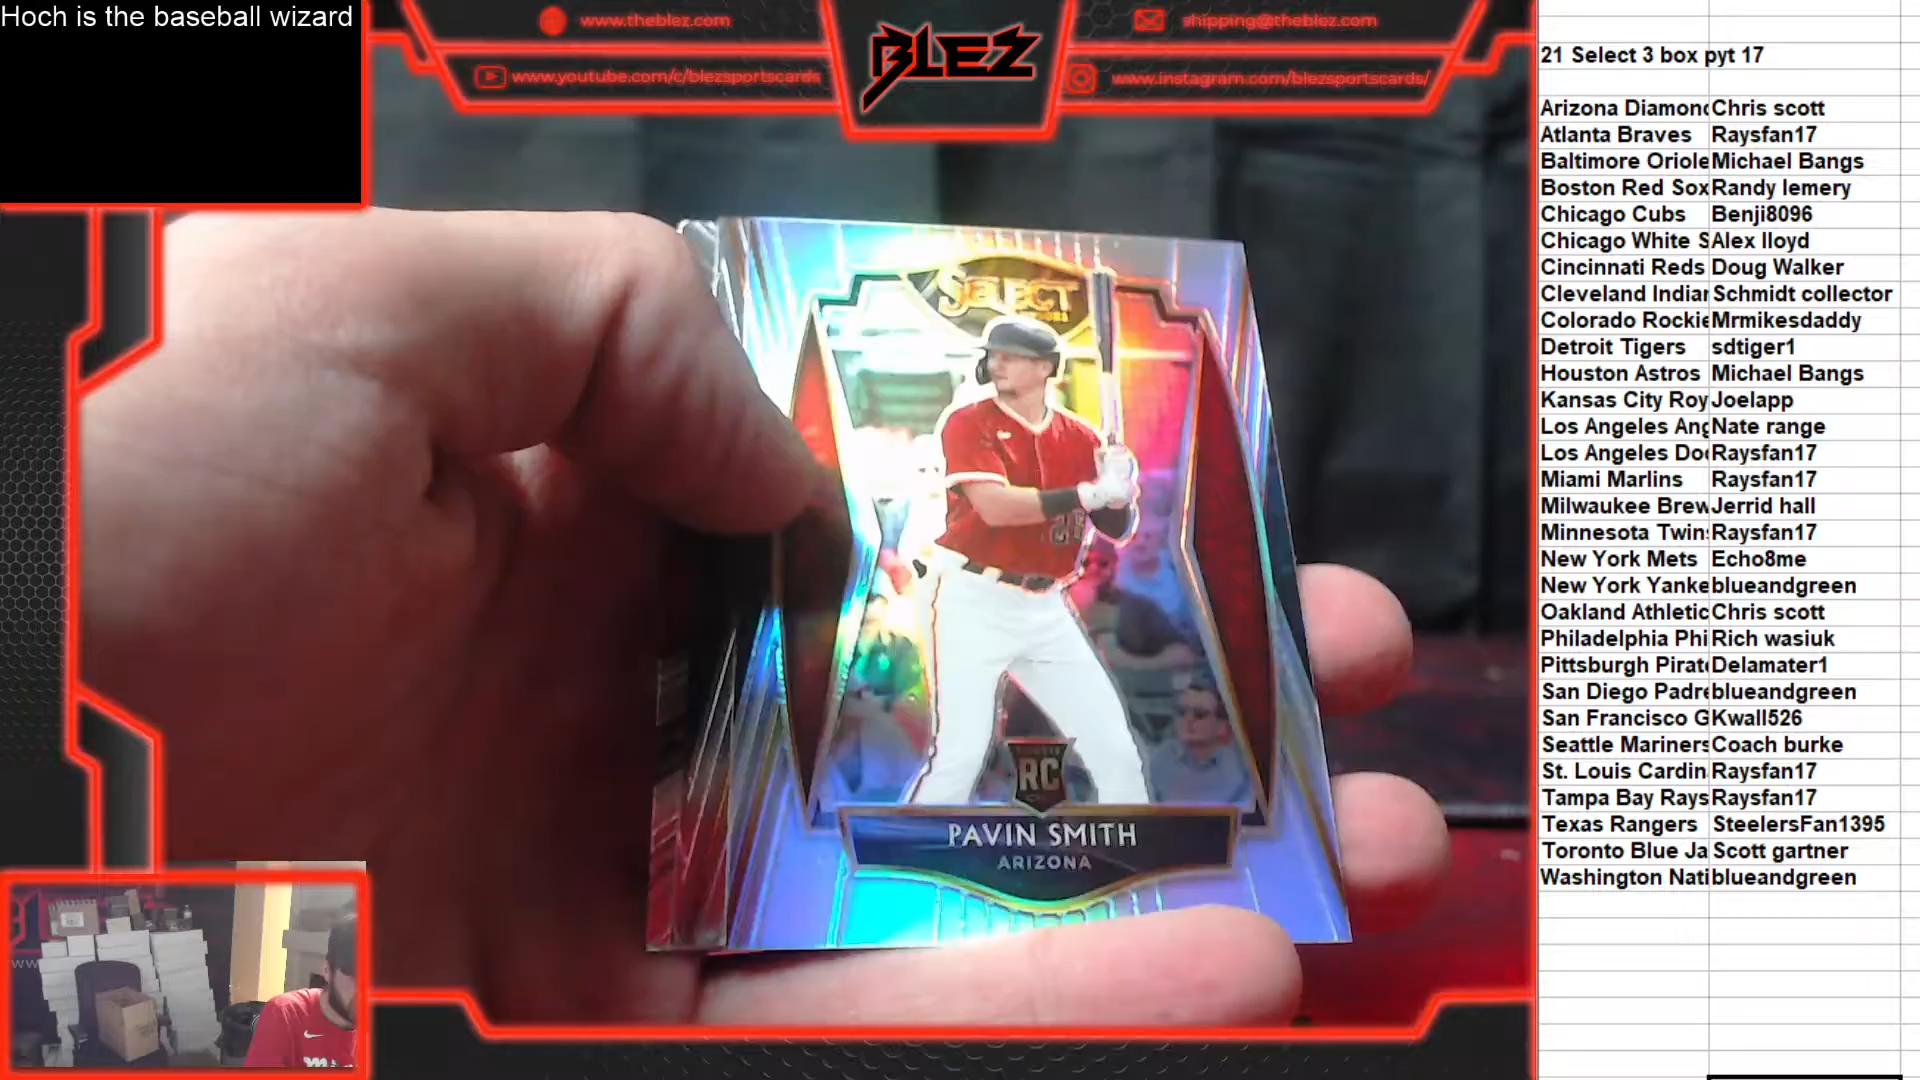 Hoch is the baseball wizard
www.theblez.com
shipping@theblez.com
BLEZ
www.youtube.com/c/blezsportscards
www.instagram.com/blezsportscards/
SELECT
26
RC
PAVIN SMITH
ARIZONA
21 Select 3 box pyt 17
Arizona Diamond Chris scott
Atlanta Braves Raysfan17
Baltimore Oriole Michael Bangs
Boston Red Sox Randy lemery
Chicago Cubs Benji8096
Chicago White S Alex lloyd
Cincinnati Reds Doug Walker
Cleveland Indian Schmidt collector
Colorado Rockie Mrmikesdaddy
Detroit Tigers sdtiger1
Houston Astros Michael Bangs
Kansas City Roy Joelapp
Los Angeles Ang Nate range
Los Angeles Do Raysfan17
Miami Marlins Raysfan17
Milwaukee Brew Jerrid hall
Minnesota Twins Raysfan17
New York Mets Echo8me
New York Yanke blueandgreen
Oakland Athletic Chris scott
Philadelphia Phi Rich wasiuk
Pittsburgh Pirate Delamater1
San Diego Padre blueandgreen
San Francisco G Kwall526
Seattle Mariners Coach burke
St. Louis Cardin Raysfan17
Tampa Bay Rays Raysfan17
Texas Rangers SteelersFan1395
Toronto Blue Ja Scott gartner
Washington Nati blueandgreen